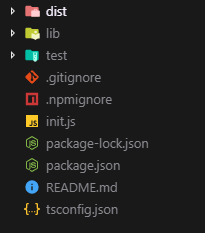 dist
lib
test
.gitignore
.npmignore
init.js
package-lock.json
package.json
README.md
tsconfig.json